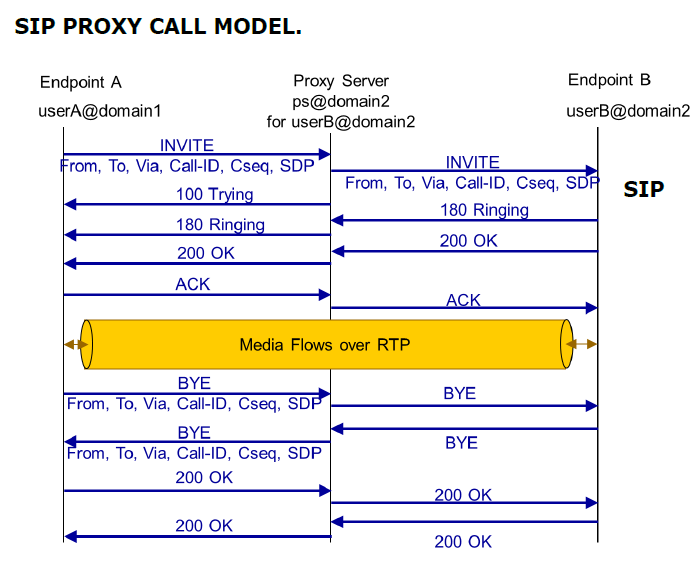 SIP PROXY CALL MODEL.
Endpoint A
Proxy Server
Endpoint B
userA@domain1
ps@domain2
userB@domain2
for userB@domain2
INVITE
From, To, Via, Call-ID, Cseq, SDP
INVITE
From, To, Via, Call-ID, Cseq, SDP
SIP
100 Trying
180 Ringing
180 Ringing
200 OK
200 OK
ACK
ACK
Media Flows over RTP
BYE
From, To, Via, Call-ID, Cseq, SDP
BYE
BYE
From, To, Via, Call-ID, Cseq, SDP
BYE
200 OK
200 OK
200 OK
200 OK